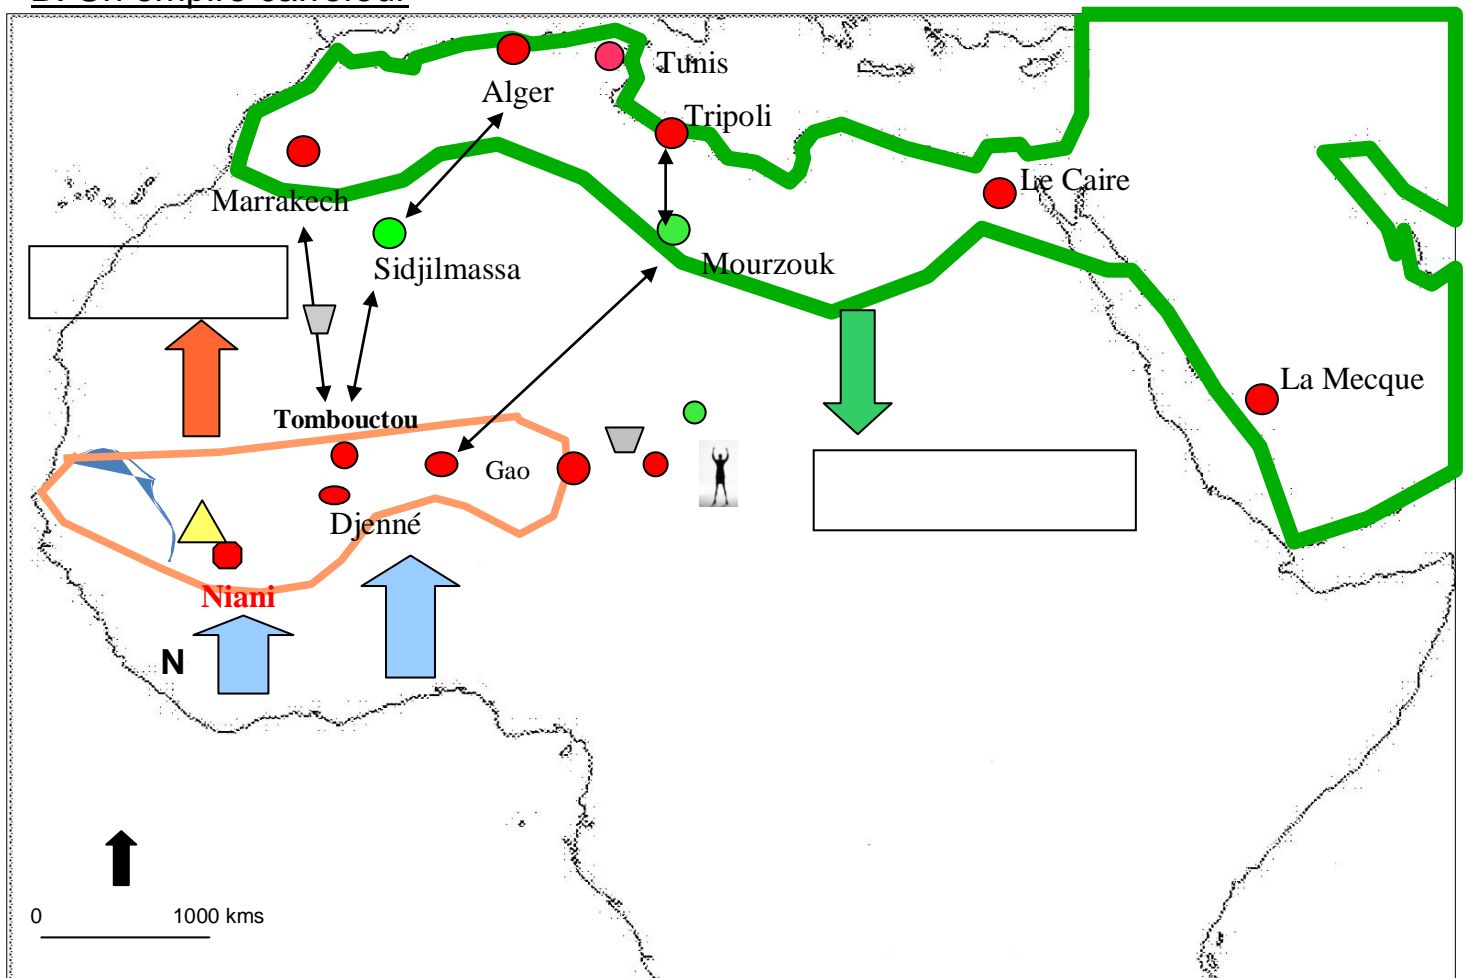 Tunis
Alger
Tripoli
Le Caire
Marrakech
Sidjilmassa
Mourzouk
La Mecque
Tombouctou
Gao
Djenné
Niani
N
0 1000 kms